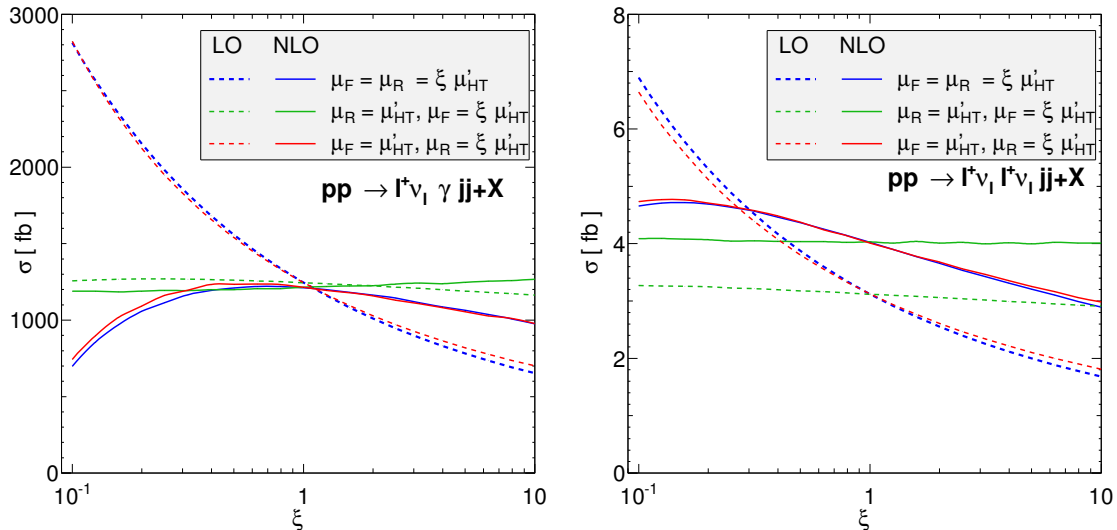 3000
2000
1000
0
σ [ fb]
LO NLO
μF = μR = ξ μ'HT
μR = μ'HT, μF = ξ μ'HT
μF = μ'HT, μR = ξ μ'HT
pp → l⁺νl γ jj+X
10⁻¹ 1 10
ξ
8
6
4
2
0
σ [ fb]
LO NLO
μF = μR = ξ μ'HT
μR = μ'HT, μF = ξ μ'HT
μF = μ'HT, μR = ξ μ'HT
pp → l⁺νl l⁺νl jj+X
10⁻¹ 1 10
ξ